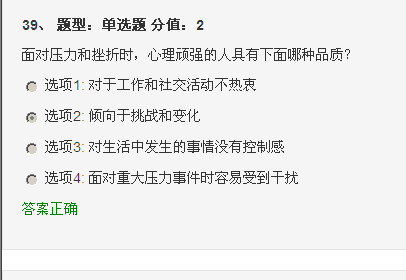 39、 题型：单选题 分值：2
面对压力和挫折时，心理顽强的人具有下面哪种品质？
选项1: 对于工作和社交活动不热衷
选项2: 倾向于挑战和变化
选项3: 对生活中发生的事情没有控制感
选项4: 面对重大压力事件时容易受到干扰
答案正确